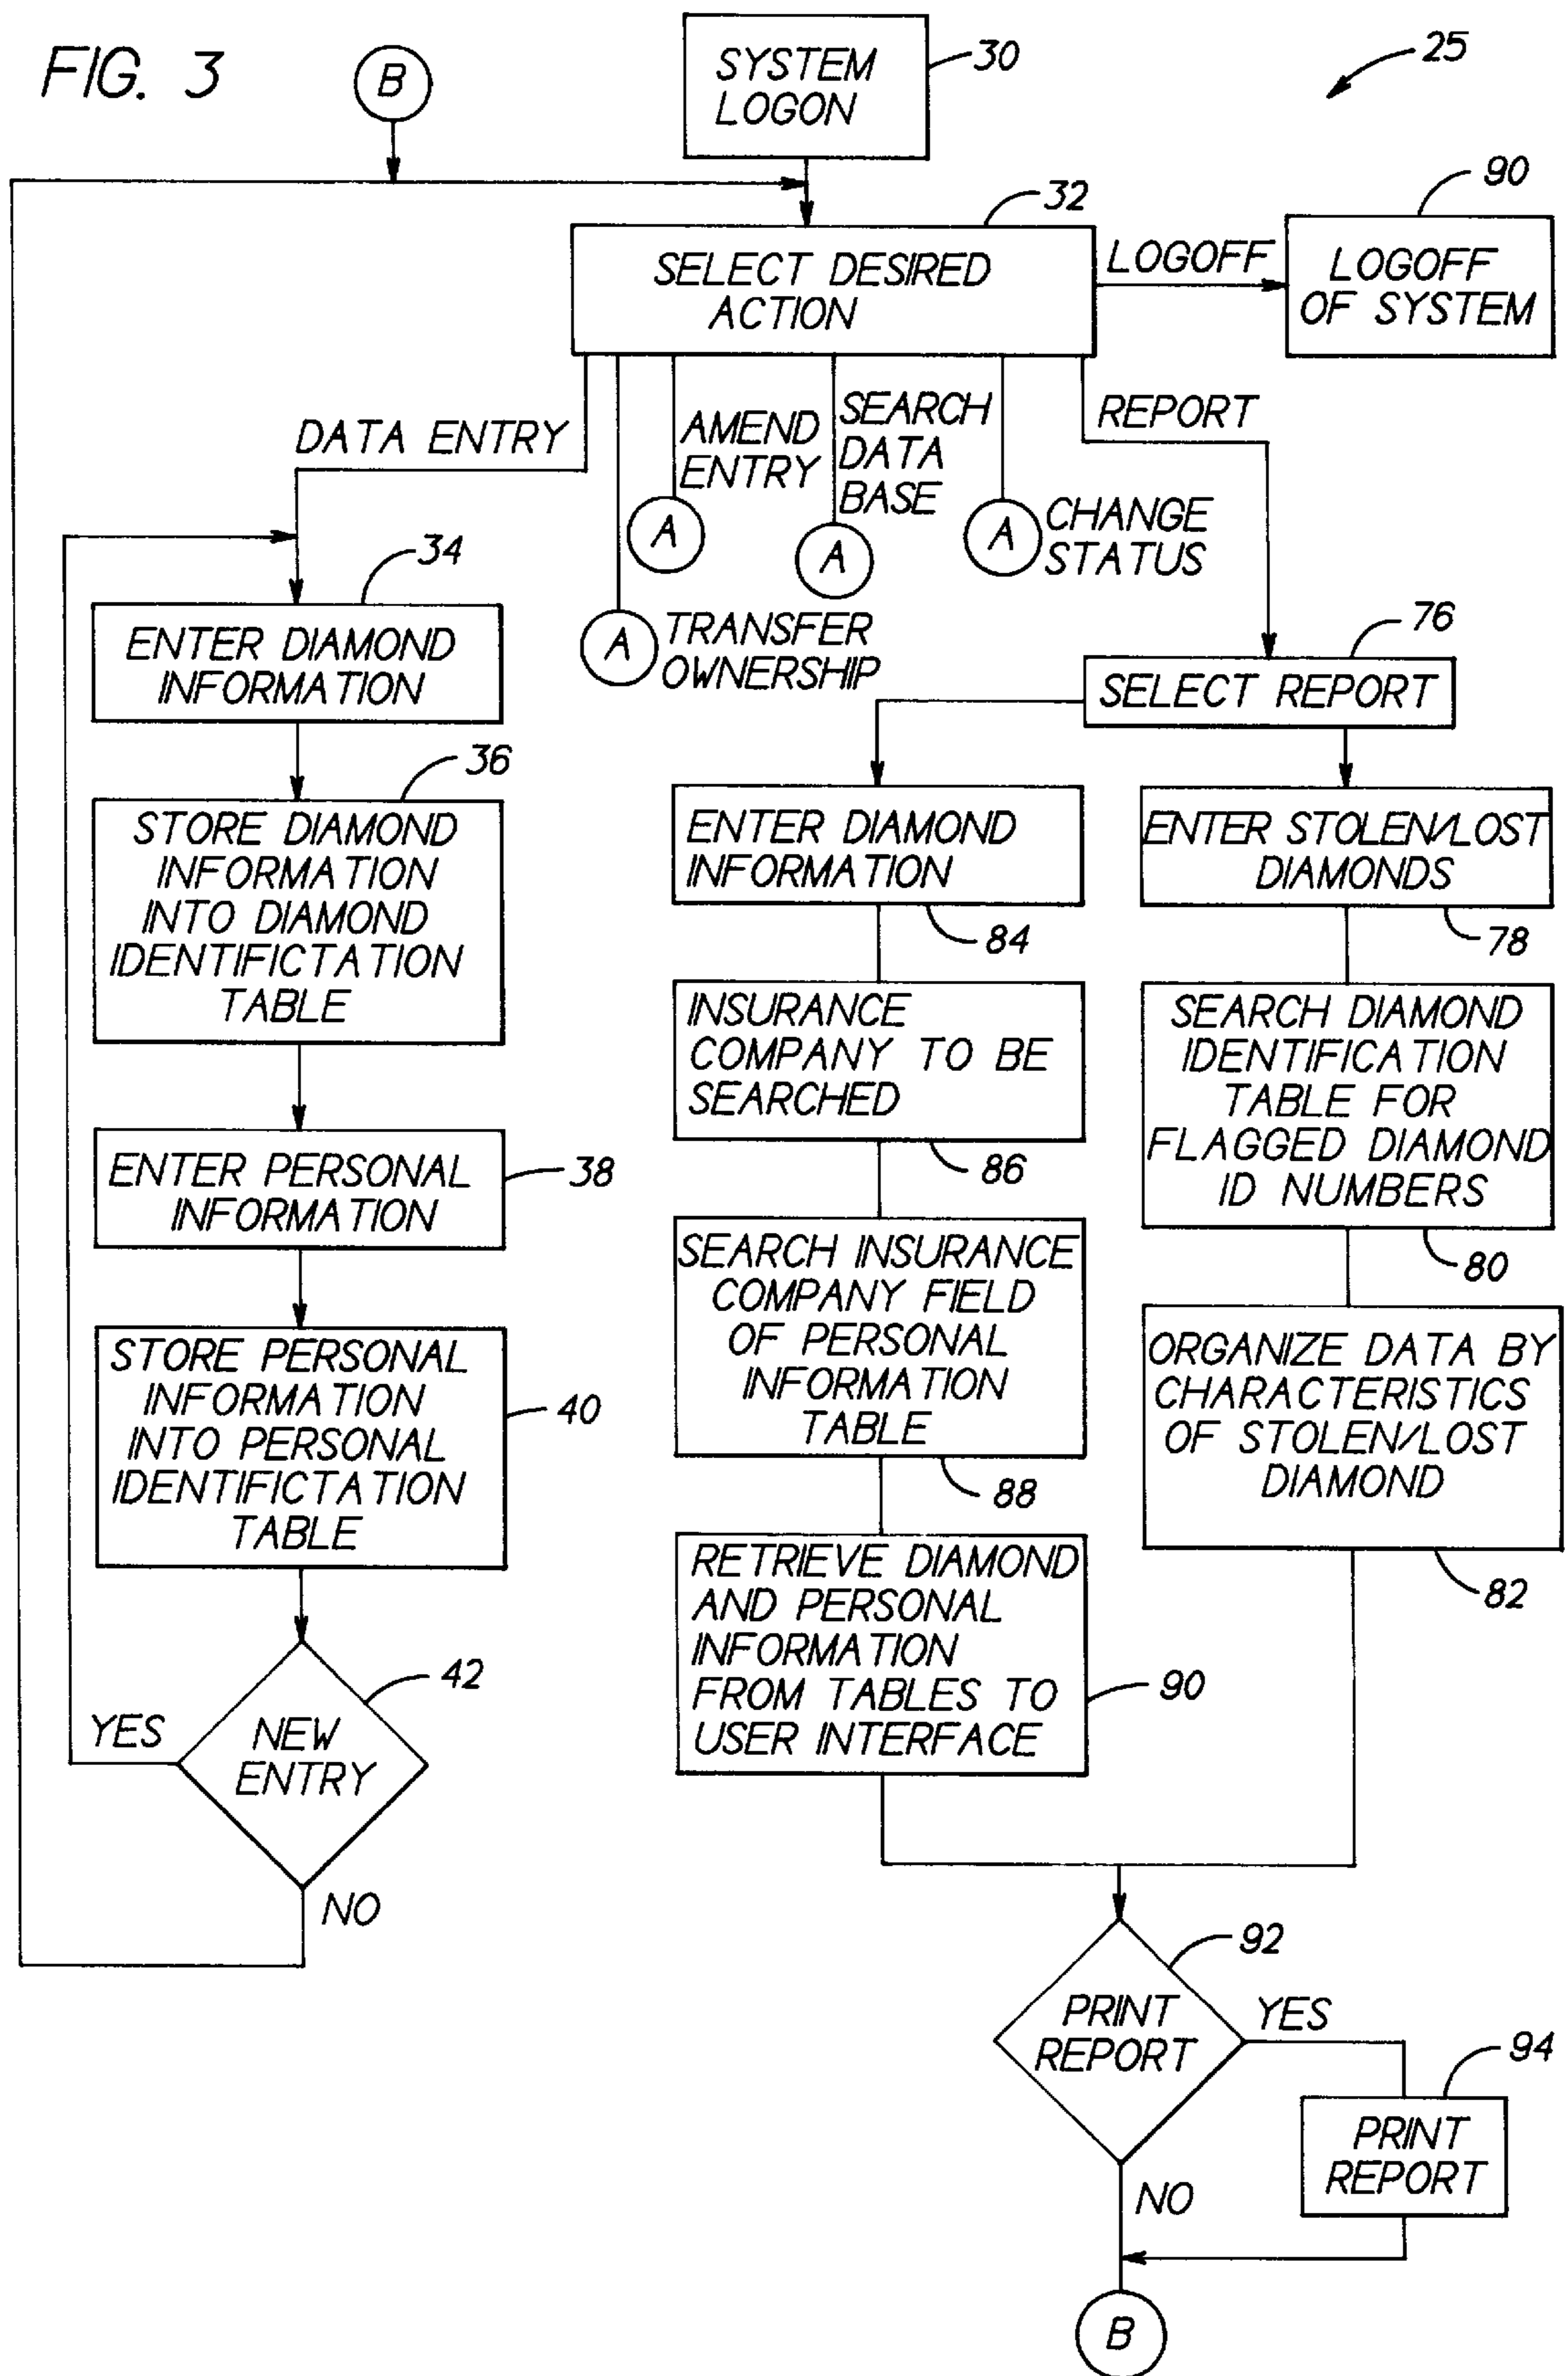 FIG. 3
B
SYSTEM
LOGON
30
25
32
SELECT DESIRED
ACTION
LOGOFF
90
LOGOFF
OF SYSTEM
DATA ENTRY
AMEND
ENTRY
SEARCH
DATA
BASE
REPORT
A
A
A
CHANGE
STATUS
A
TRANSFER
OWNERSHIP
34
ENTER DIAMOND
INFORMATION
36
STORE DIAMOND
INFORMATION
INTO DIAMOND
IDENTIFICTATION
TABLE
ENTER PERSONAL
INFORMATION
38
STORE PERSONAL
INFORMATION
INTO PERSONAL
IDENTIFICTATION
TABLE
40
42
YES
NEW
ENTRY
NO
76
SELECT REPORT
ENTER DIAMOND
INFORMATION
84
INSURANCE
COMPANY TO BE
SEARCHED
86
SEARCH INSURANCE
COMPANY FIELD
OF PERSONAL
INFORMATION
TABLE
88
RETRIEVE DIAMOND
AND PERSONAL
INFORMATION
FROM TABLES TO
USER INTERFACE
90
ENTER STOLEN/LOST
DIAMONDS
78
SEARCH DIAMOND
IDENTIFICATION
TABLE FOR
FLAGGED DIAMOND
ID NUMBERS
80
ORGANIZE DATA BY
CHARACTERISTICS
OF STOLEN/LOST
DIAMOND
82
92
PRINT
REPORT
YES
94
PRINT
REPORT
NO
B